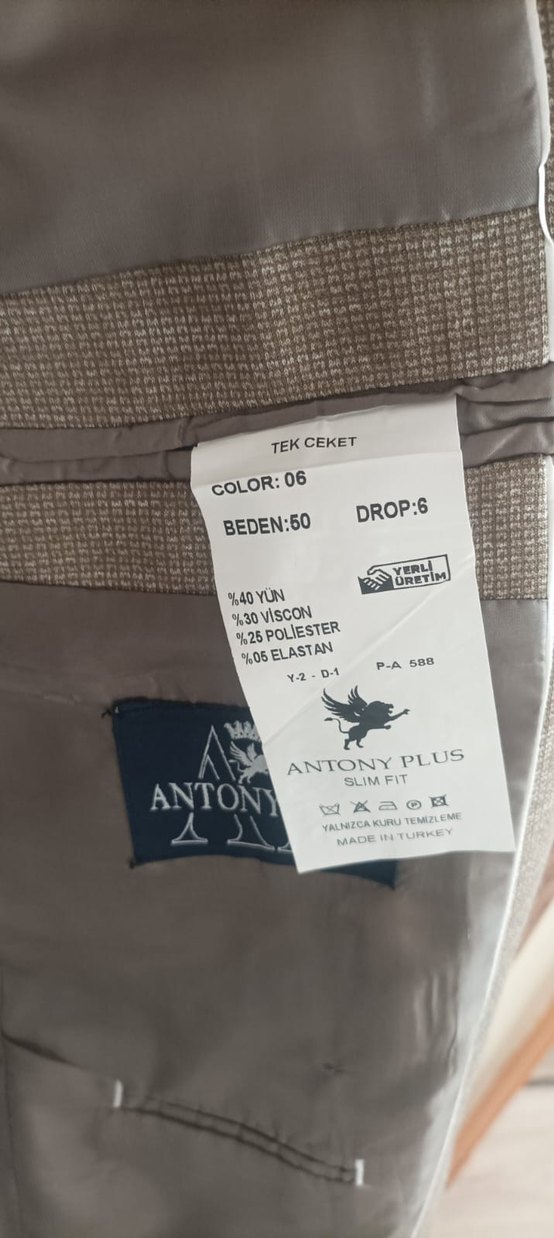 TEK CEKET
COLOR: 06
BEDEN:50 DROP:6
YERLİ
ÜRETİM
%40 YÜN
%30 VİSCON
%25 POLİESTER
%05 ELASTAN
Y-2 - D-1 P-A 588
ANTONY PLUS
SLIM FIT
YALNIZCA KURU TEMİZLEME
MADE IN TURKEY
ANTONY